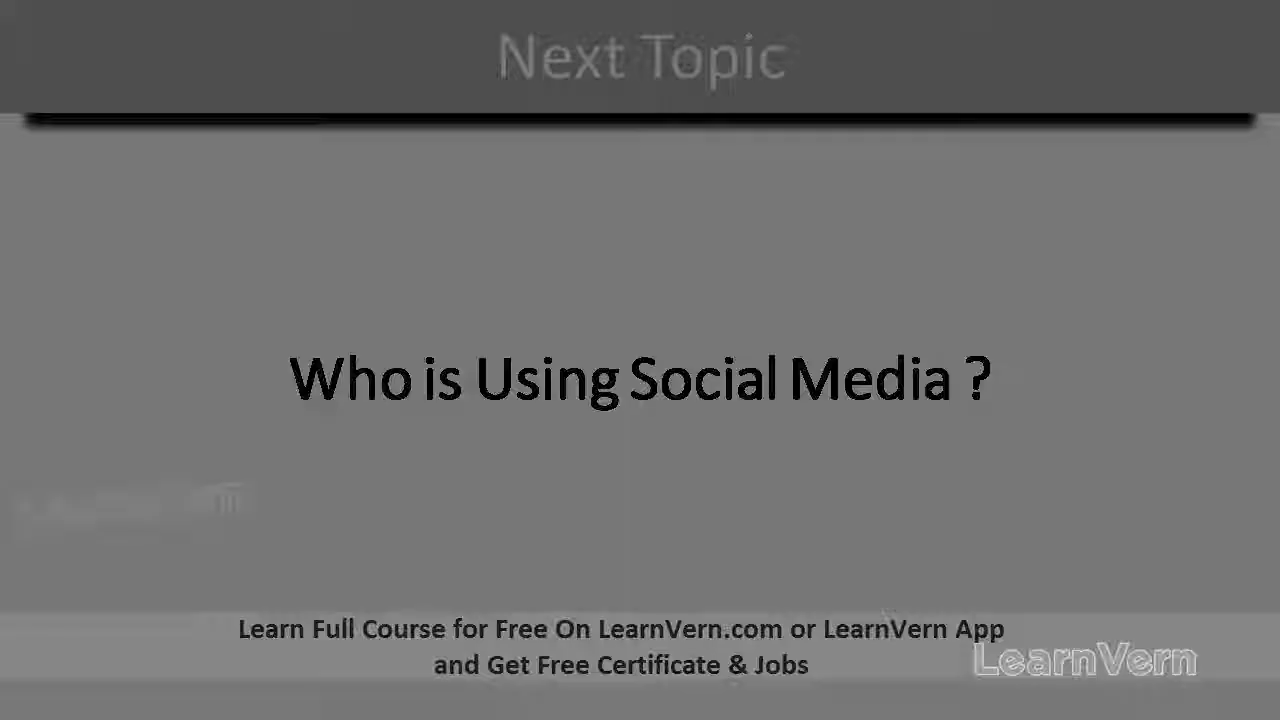 Next Topic
Who is Using Social Media ?
Learn Full Course for Free On LearnVern.com or LearnVern App
and Get Free Certificate & Jobs
LearnVern